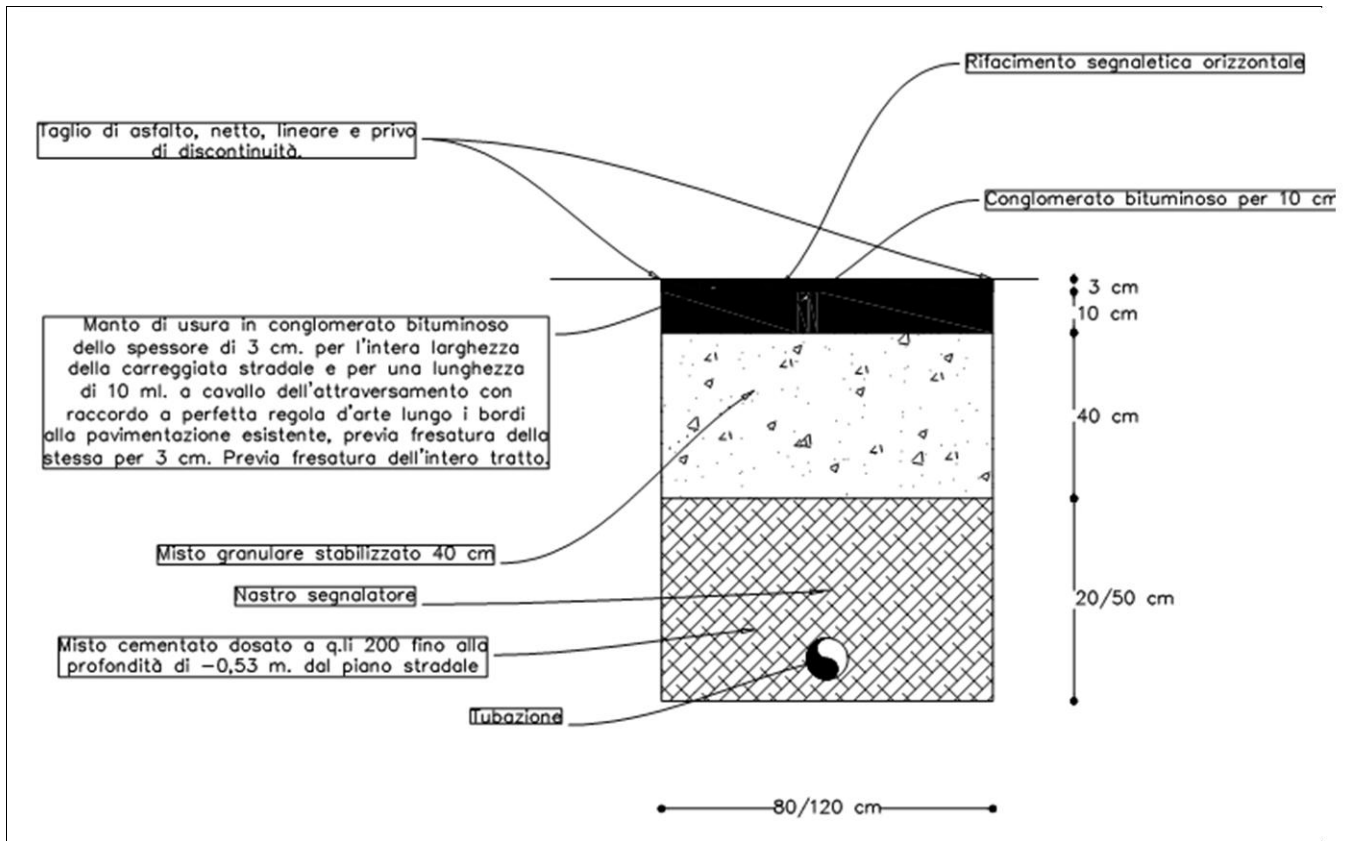 Rifacimento segnaletica orizzontale
Taglio di asfalto, netto, lineare e privo
di discontinuità.
Conglomerato bituminoso per 10 cm
3 cm
10 cm
Manto di usura in conglomerato bituminoso
dello spessore di 3 cm. per l'intera larghezza
della carreggiata stradale e per una lunghezza
di 10 ml. a cavallo dell'attraversamento con
raccordo a perfetta regola d'arte lungo i bordi
alla pavimentazione esistente, previa fresatura della
stessa per 3 cm. Previa fresatura dell'intero tratto.
40 cm
Misto granulare stabilizzato 40 cm
Nastro segnalatore
20/50 cm
Misto cementato dosato a q.li 200 fino alla
profondità di -0,53 m. dal piano stradale
Tubazione
80/120 cm